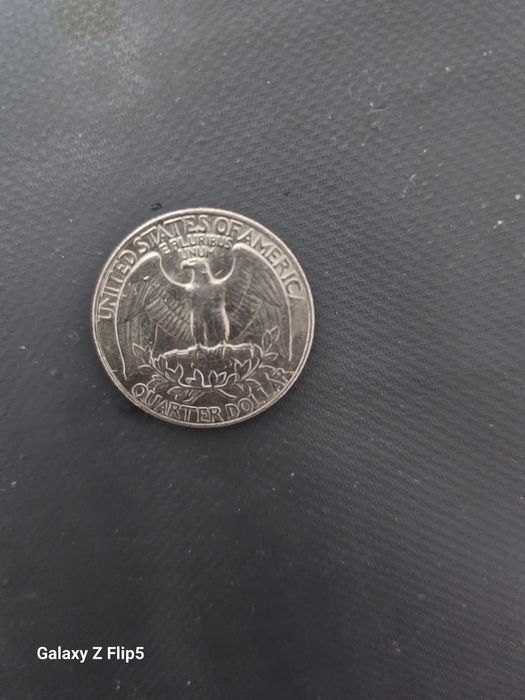 UNITED STATES OF AMERICA
E PLURIBUS
UNUM
QUARTER DOLLAR
Galaxy Z Flip5